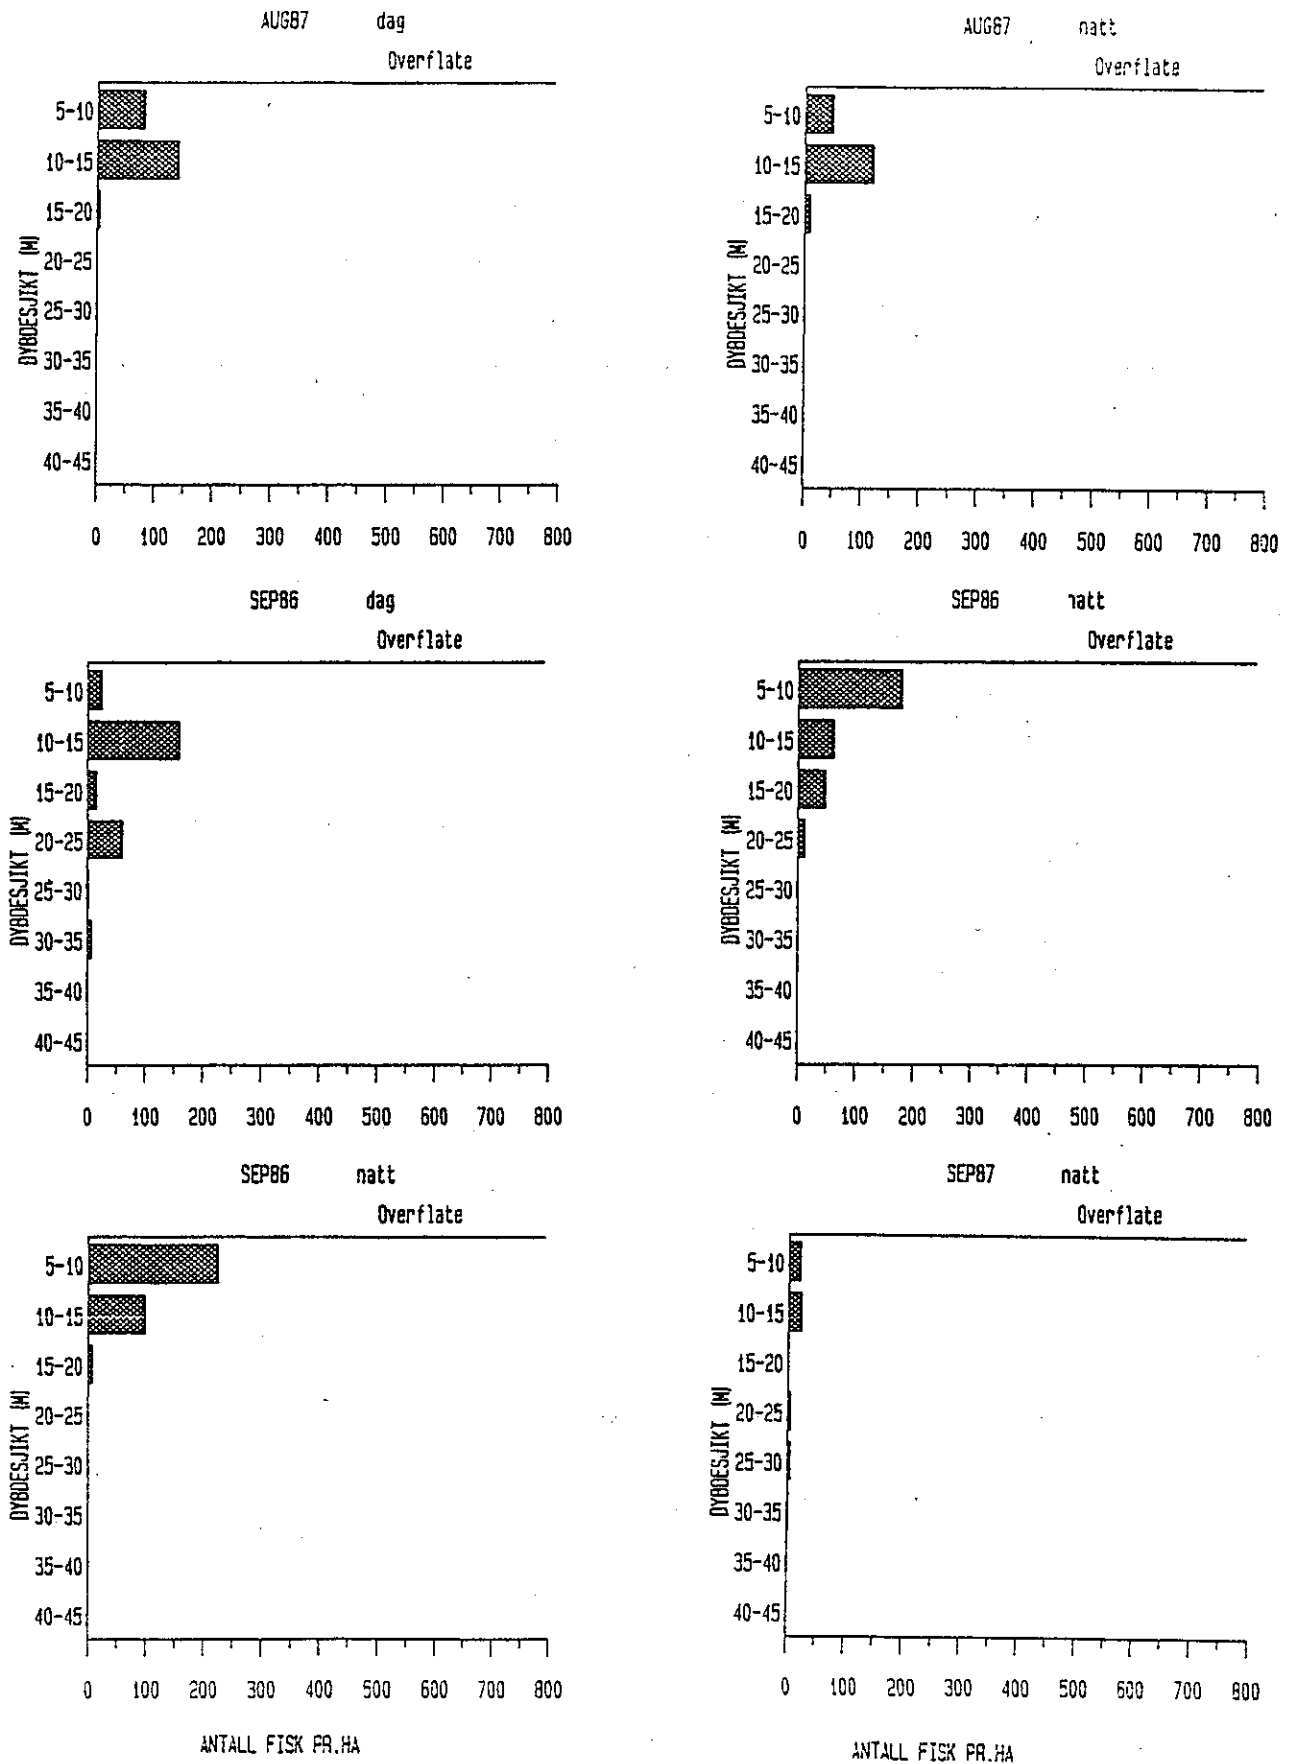 AUG87 dag
Overflate
5-10
10-15
15-20
20-25
25-30
30-35
35-40
40-45
DYBDESJIKT (M)
0 100 200 300 400 500 600 700 800
AUG87 natt
Overflate
5-10
10-15
15-20
20-25
25-30
30-35
35-40
40-45
DYBDESJIKT (M)
0 100 200 300 400 500 600 700 800
SEP86 dag
Overflate
5-10
10-15
15-20
20-25
25-30
30-35
35-40
40-45
DYBDESJIKT (M)
0 100 200 300 400 500 600 700 800
SEP86 natt
Overflate
5-10
10-15
15-20
20-25
25-30
30-35
35-40
40-45
DYBDESJIKT (M)
0 100 200 300 400 500 600 700 800
SEP86 natt
Overflate
5-10
10-15
15-20
20-25
25-30
30-35
35-40
40-45
DYBDESJIKT (M)
0 100 200 300 400 500 600 700 800
ANTALL FISK PR.HA
SEP87 natt
Overflate
5-10
10-15
15-20
20-25
25-30
30-35
35-40
40-45
DYBDESJIKT (M)
0 100 200 300 400 500 600 700 800
ANTALL FISK PR.HA